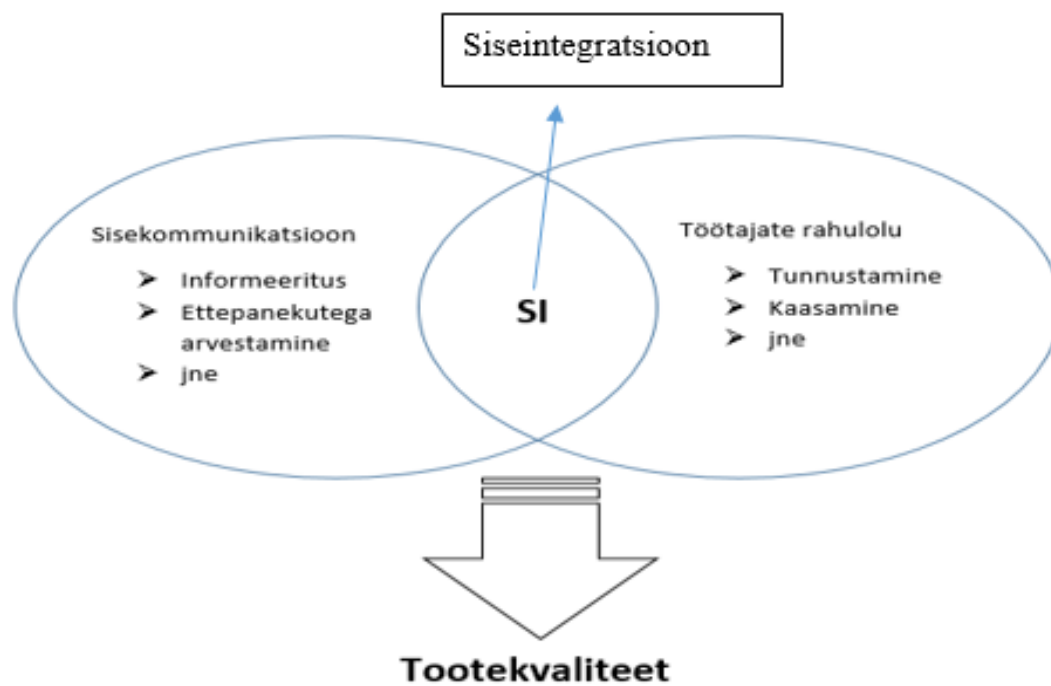 Siseintegratsioon
Sisekommunikatsioon
➤ Informeeritus
➤ Ettepanekutega
arvestamine
➤ jne
SI
Töötajate rahulolu
➤ Tunnustamine
➤ Kaasamine
➤ jne
Tootekvaliteet